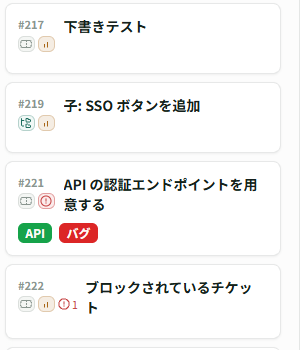 #217 下書きテスト
#219 子: SSO ボタンを追加
#221 API の認証エンドポイントを用
意する
API バグ
#222 ブロックされているチケッ
1 ト